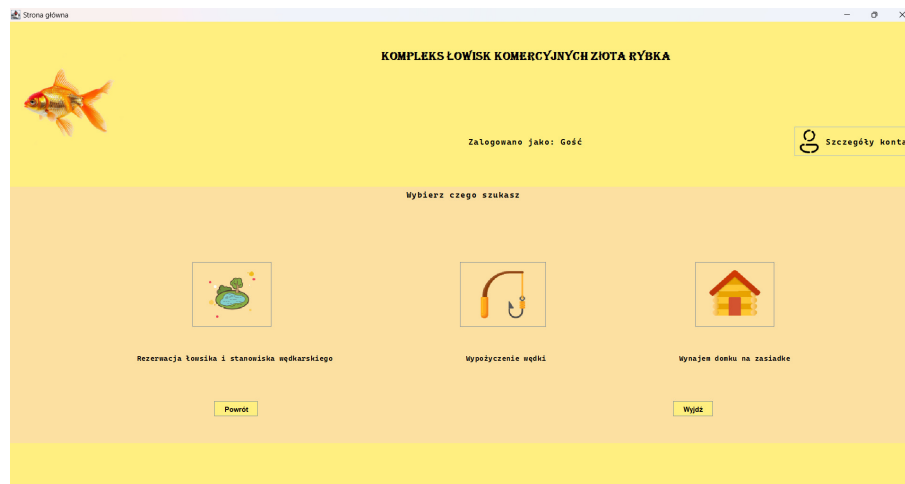 Strona główna
KOMPLEKS ŁOWISK KOMERCYJNYCH ZŁOTA RYBKA
Zalogowano jako: Gość
Szczegóły konta
Wybierz czego szukasz
Rezerwacja łowsika i stanowiska wędkarskiego
Wypożyczenie wędki
Wynajem domku na zasiadke
Powrót
Wyjdź